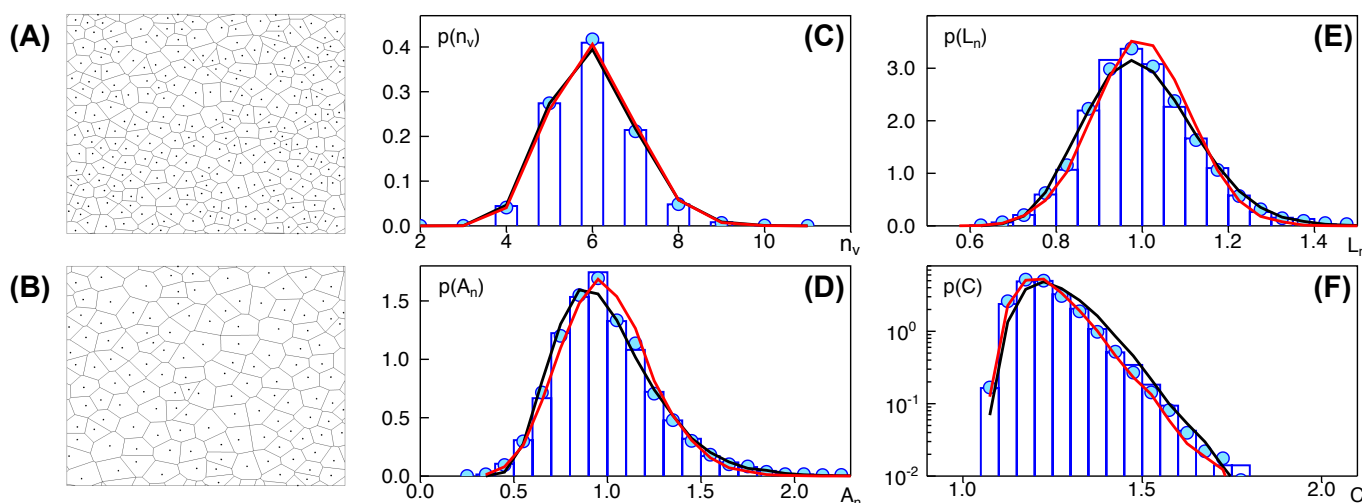 (A)
(B)
(C)
p(n_v)
0.4
0.3
0.2
0.1
0.0
2 4 6 8 10 n_v
(D)
p(A_n)
1.5
1.0
0.5
0.0
0.0 0.5 1.0 1.5 2.0 A_n
(E)
p(L_n)
3.0
2.0
1.0
0.0
0.6 0.8 1.0 1.2 1.4 L_n
(F)
p(C)
10^0
10^-1
10^-2
1.0 1.5 2.0 C